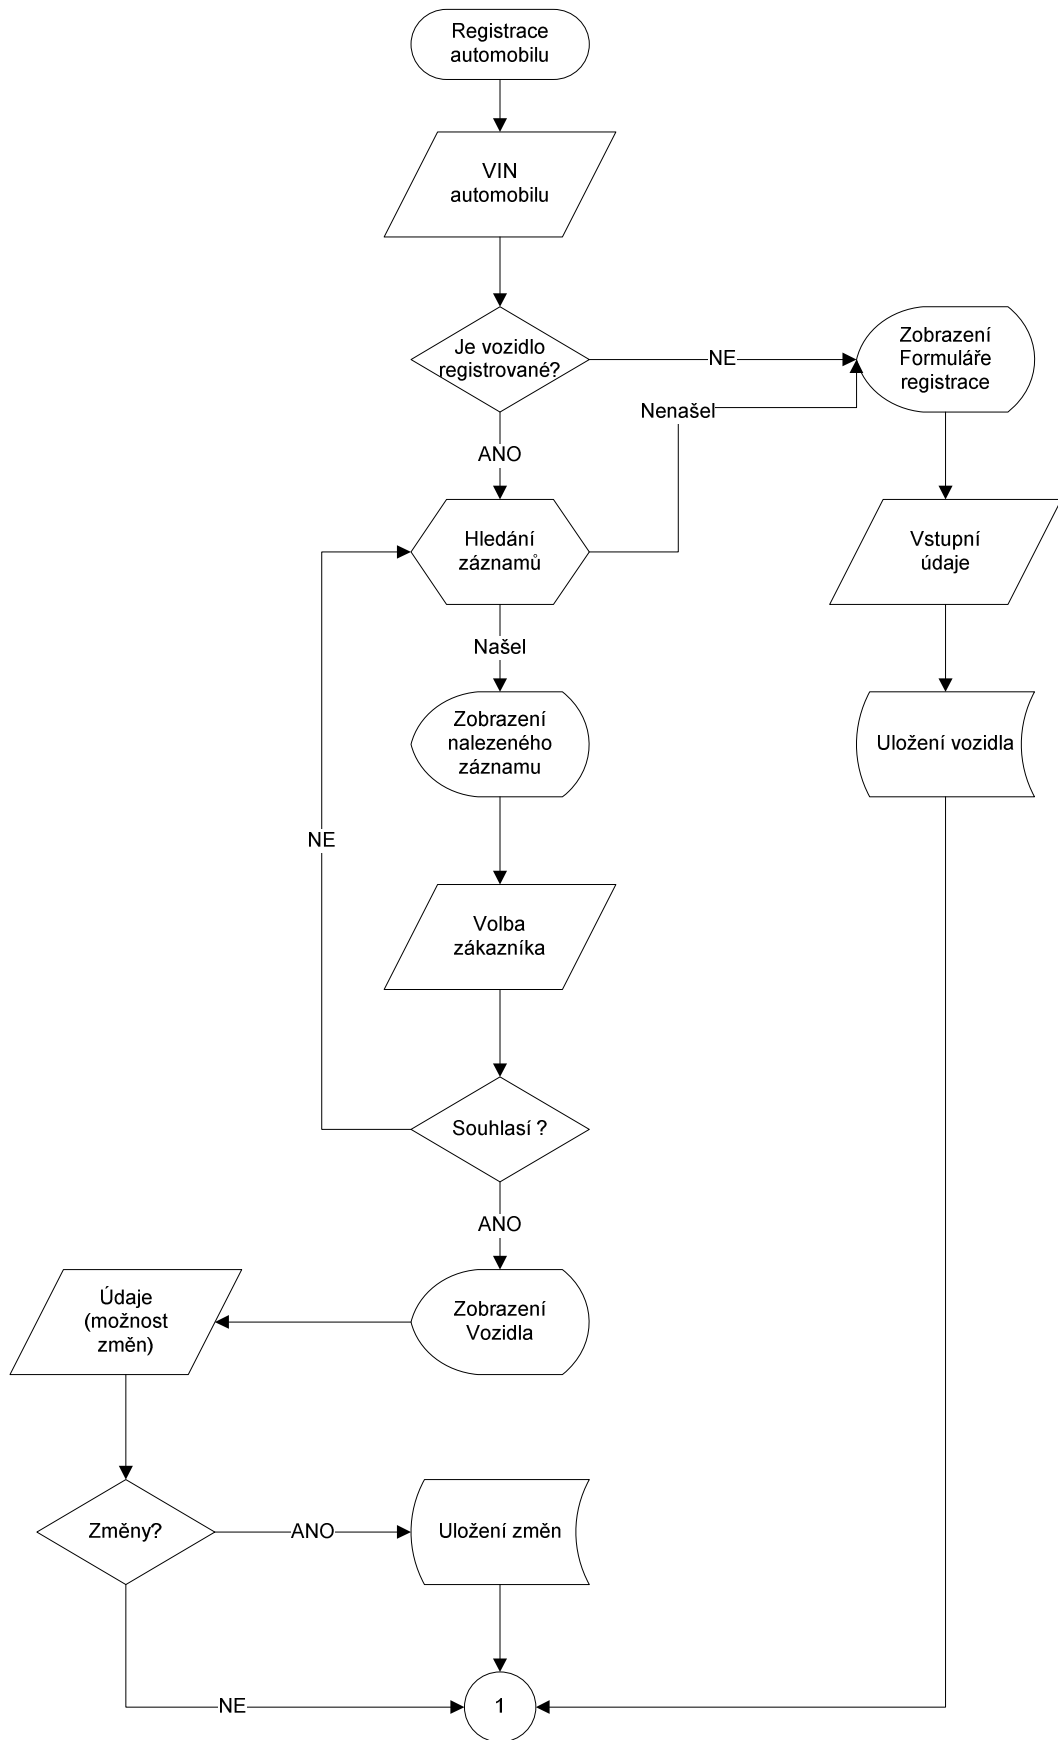 Registrace
automobilu
VIN
automobilu
Je vozidlo
registrované?
NE
Zobrazení
Formuláře
registrace
Nenašel
ANO
Hledání
záznamů
Vstupní
údaje
Našel
Zobrazení
nalezeného
záznamu
Uložení vozidla
NE
Volba
zákazníka
Souhlasí ?
ANO
Zobrazení
Vozidla
Údaje
(možnost
změn)
Změny?
ANO
Uložení změn
NE
1